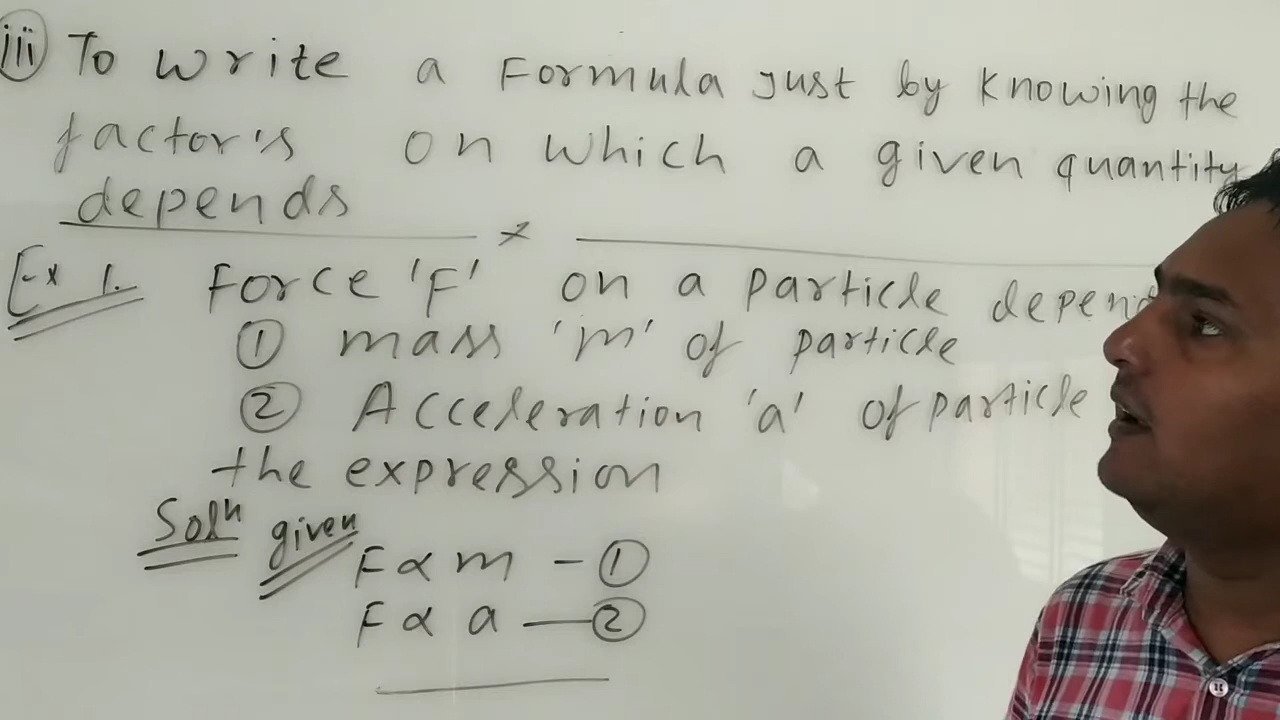 iii To write a Formula Just by Knowing the
factor's on which a given quantity
depends
Ex 1. Force 'F' on a particle depend
1 mass 'm' of particle
2 Acceleration 'a' of particle
the expression
Solⁿ given
F ∝ m - 1
F ∝ a — 2